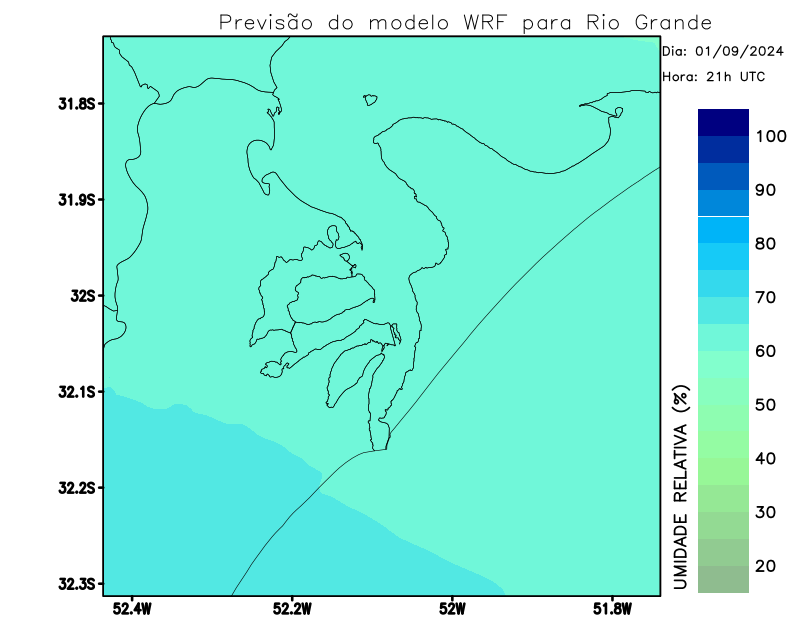 Previsão do modelo WRF para Rio Grande
Dia: 01/09/2024
Hora: 21h UTC
31.8S
31.9S
32S
32.1S
32.2S
32.3S
52.4W
52.2W
52W
51.8W
100
90
80
70
60
50
40
30
20
UMIDADE RELATIVA (%)